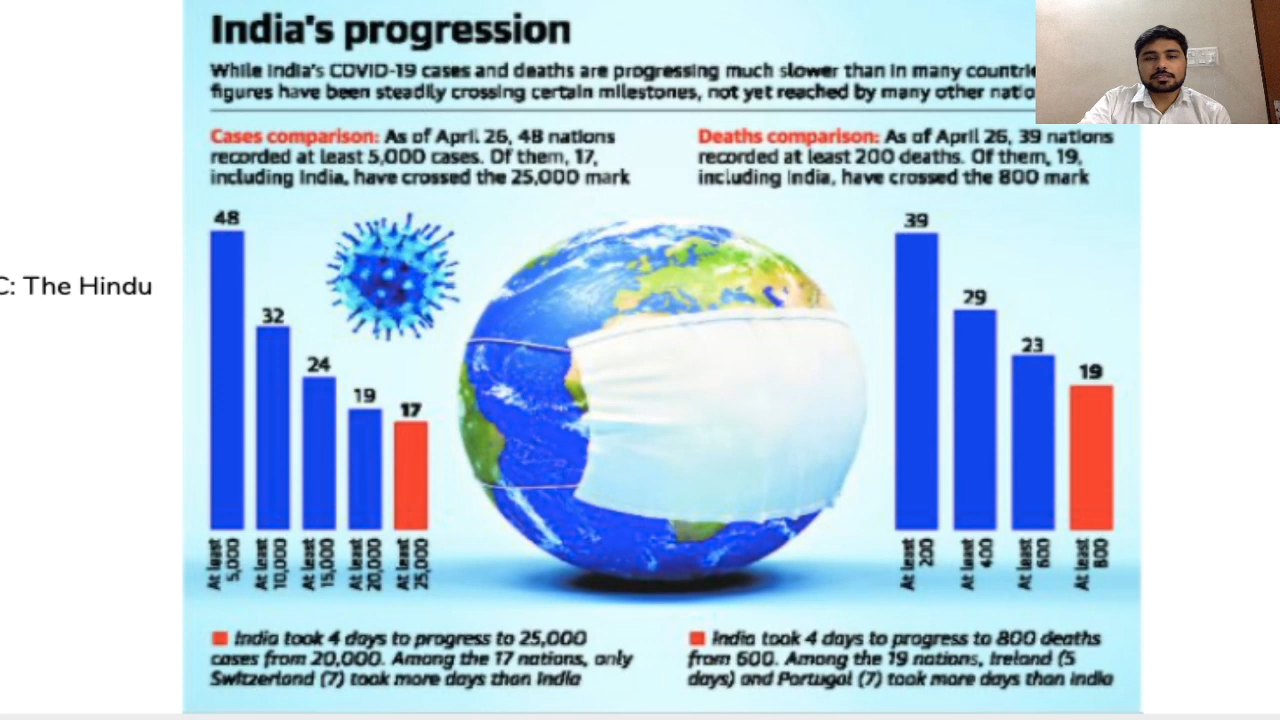 India's progression
While India's COVID-19 cases and deaths are progressing much slower than in many
figures have been steadily crossing certain milestones, not yet reached by many other
Cases comparison: As of April 26, 48 nations
recorded at least 5,000 cases. Of them, 17,
including India, have crossed the 25,000 mark
Deaths comparison: As of April 26, 39 nations
recorded at least 200 deaths. Of them, 19,
including India, have crossed the 800 mark
C: The Hindu
48
32
24
19
17
At least 5,000
At least 10,000
At least 15,000
At least 20,000
At least 25,000
39
29
23
19
At least 200
At least 400
At least 600
At least 800
India took 4 days to progress to 25,000
cases from 20,000. Among the 17 nations, only
Switzerland (7) took more days than India
India took 4 days to progress to 800 deaths
from 600. Among the 19 nations, Ireland (5
days) and Portugal (7) took more days than India